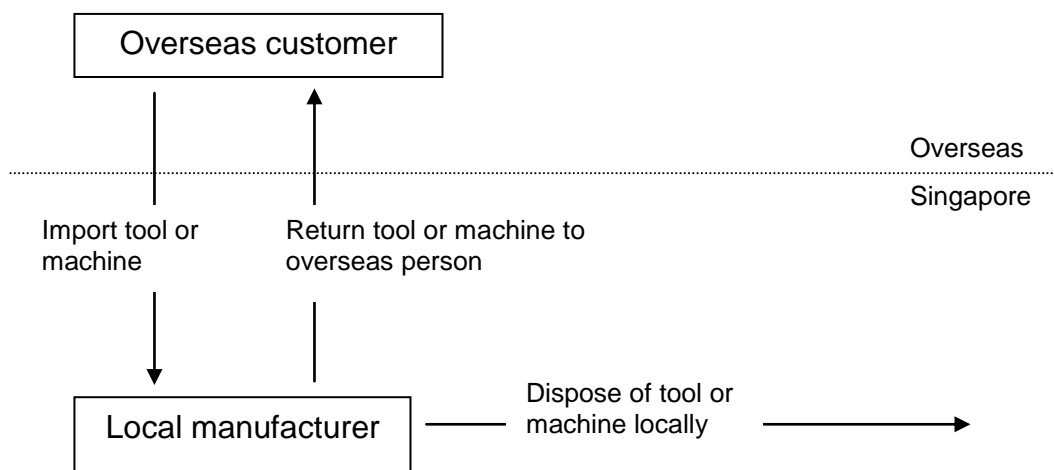 Overseas customer
Overseas
Singapore
Import tool or
machine
Return tool or machine to
overseas person
Dispose of tool or
machine locally
Local manufacturer